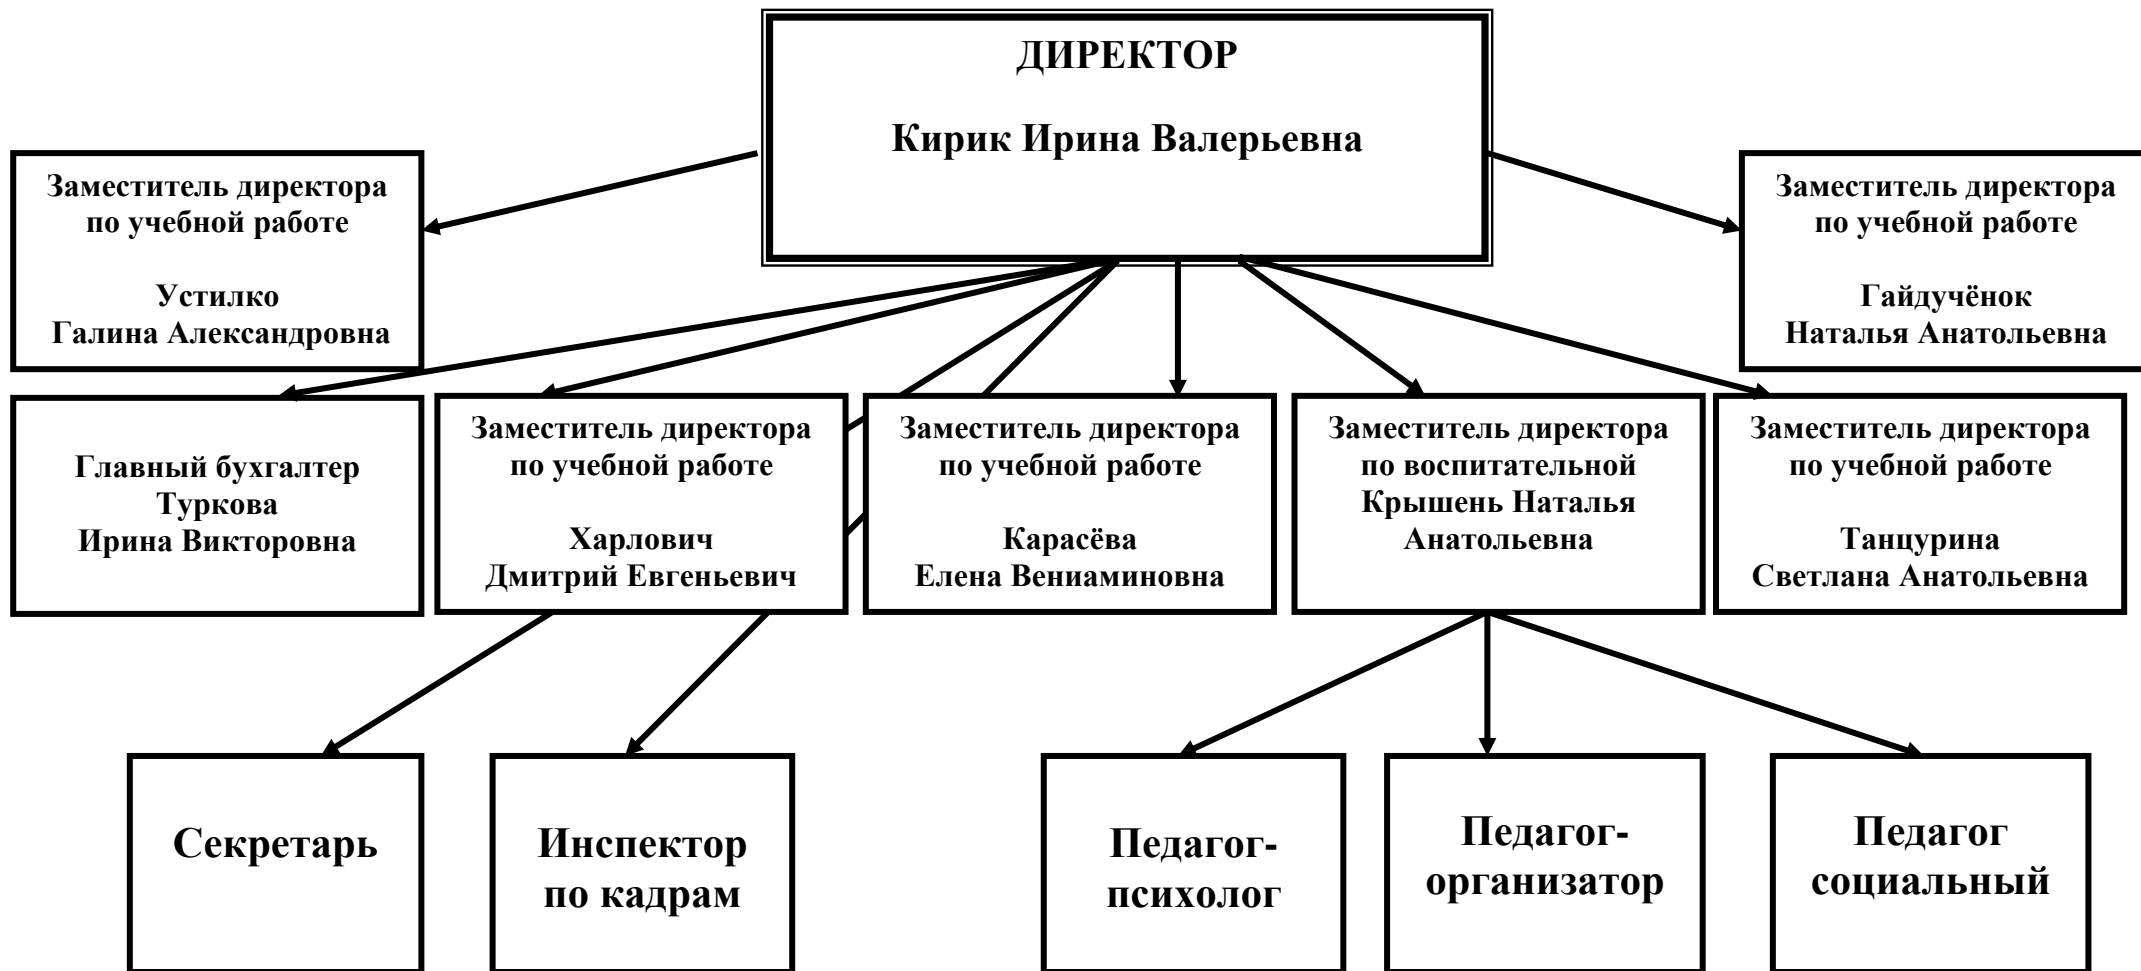 ДИРЕКТОР
Кирик Ирина Валерьевна
Заместитель директора
по учебной работе
Устилко
Галина Александровна
Заместитель директора
по учебной работе
Гайдучёнок
Наталья Анатольевна
Главный бухгалтер
Туркова
Ирина Викторовна
Заместитель директора
по учебной работе
Харлович
Дмитрий Евгеньевич
Заместитель директора
по учебной работе
Карасёва
Елена Вениаминовна
Заместитель директора
по воспитательной
Крышень Наталья
Анатольевна
Заместитель директора
по учебной работе
Танцурина
Светлана Анатольевна
Секретарь
Инспектор
по кадрам
Педагог-
психолог
Педагог-
организатор
Педагог
социальный